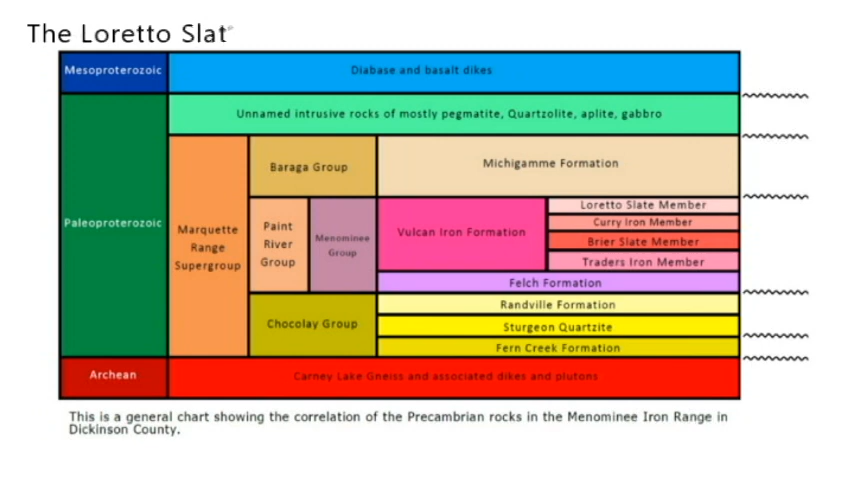 The Loretto Slat
Mesoproterozoic
Diabase and basalt dikes
Unnamed intrusive rocks of mostly pegmatite, Quartzolite, aplite, gabbro
Baraga Group
Michigamme Formation
Paleoproterozoic
Marquette
Range
Supergroup
Paint
River
Group
Menominee
Group
Vulcan Iron Formation
Loretto Slate Member
Curry Iron Member
Brier Slate Member
Traders Iron Member
Felch Formation
Chocolay Group
Randville Formation
Sturgeon Quartzite
Fern Creek Formation
Archean
Carney Lake Gneiss and associated dikes and plutons
This is a general chart showing the correlation of the Precambrian rocks in the Menominee Iron Range in
Dickinson County.